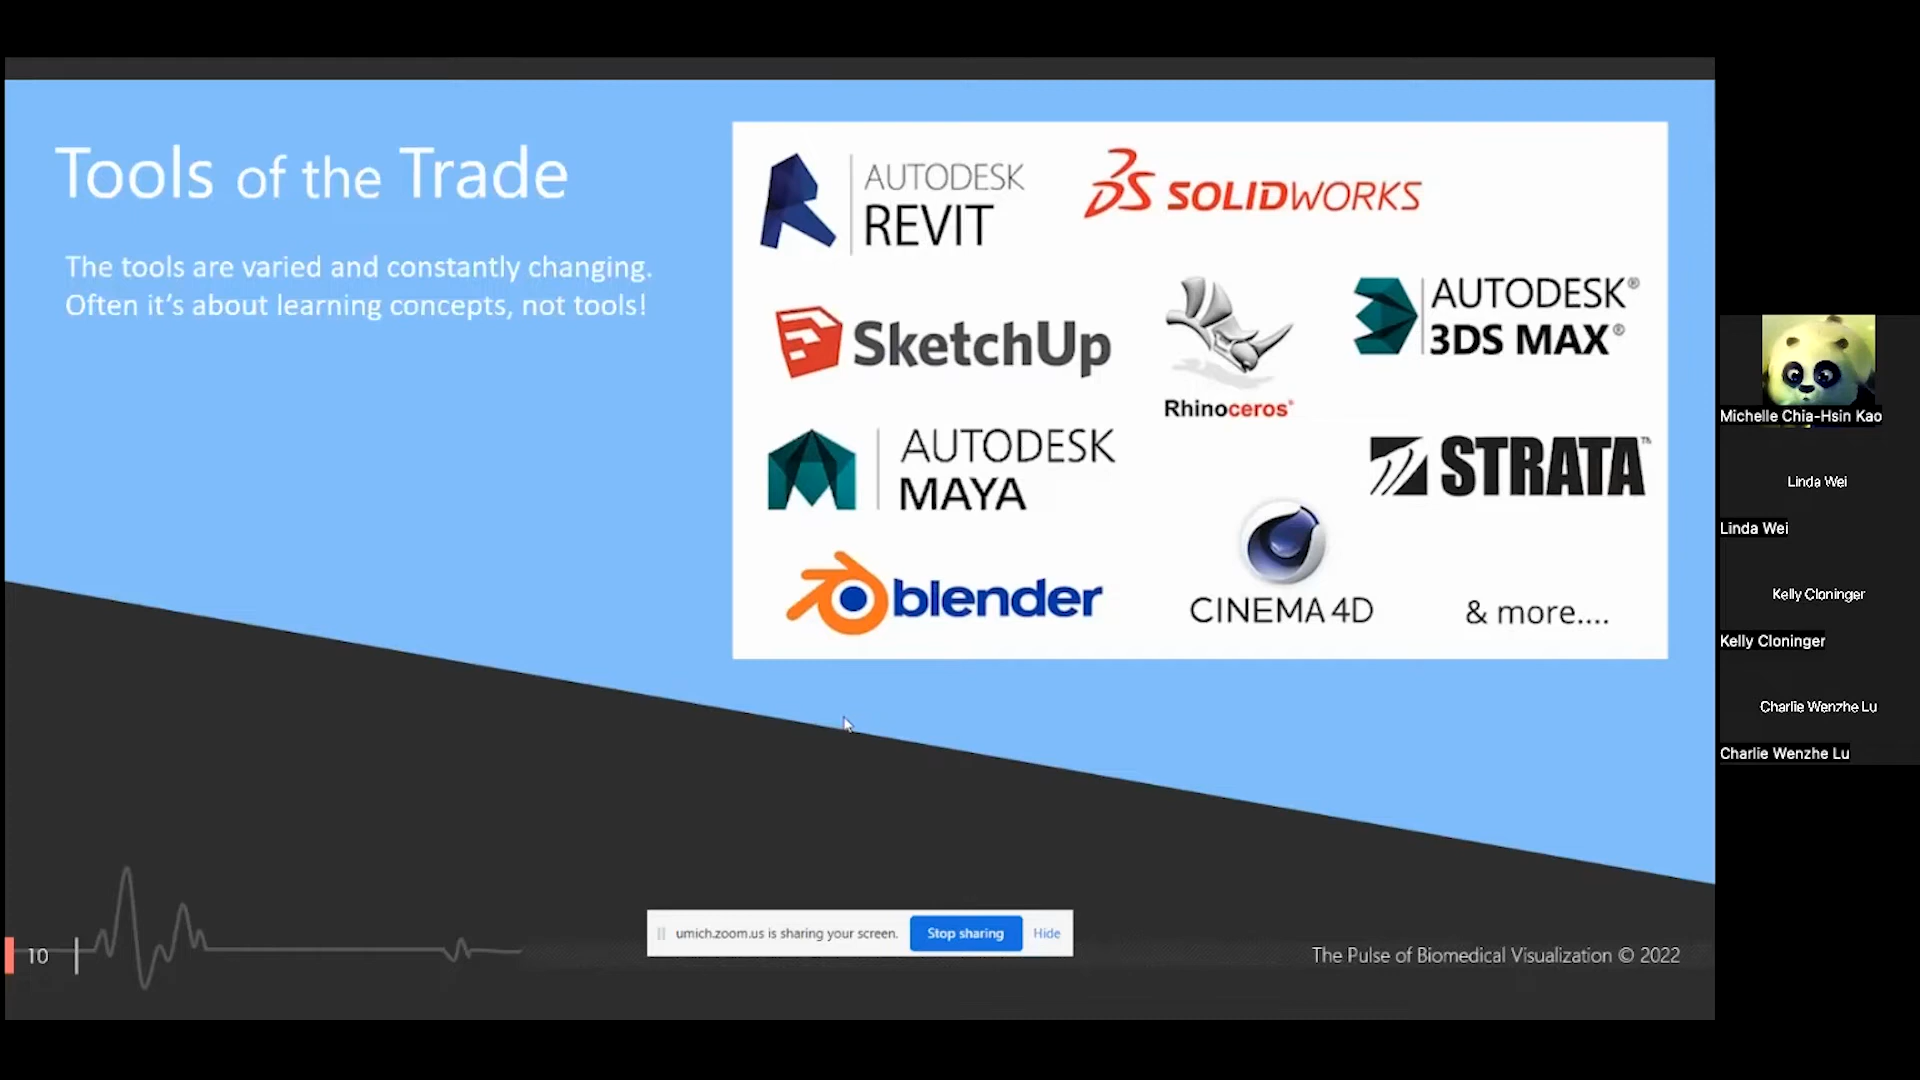 Tools of the Trade
The tools are varied and constantly changing.
Often it's about learning concepts, not tools!
AUTODESK
REVIT
SOLIDWORKS
SketchUp
Rhinoceros®
AUTODESK®
3DS MAX®
AUTODESK
MAYA
STRATA™
blender
CINEMA 4D
& more....
Michelle Chia-Hsin Kao
Linda Wei
Linda Wei
Kelly Cloninger
Kelly Cloninger
Charlie Wenzhe Lu
Charlie Wenzhe Lu
umich.zoom.us is sharing your screen.
Stop sharing
Hide
10
The Pulse of Biomedical Visualization © 2022